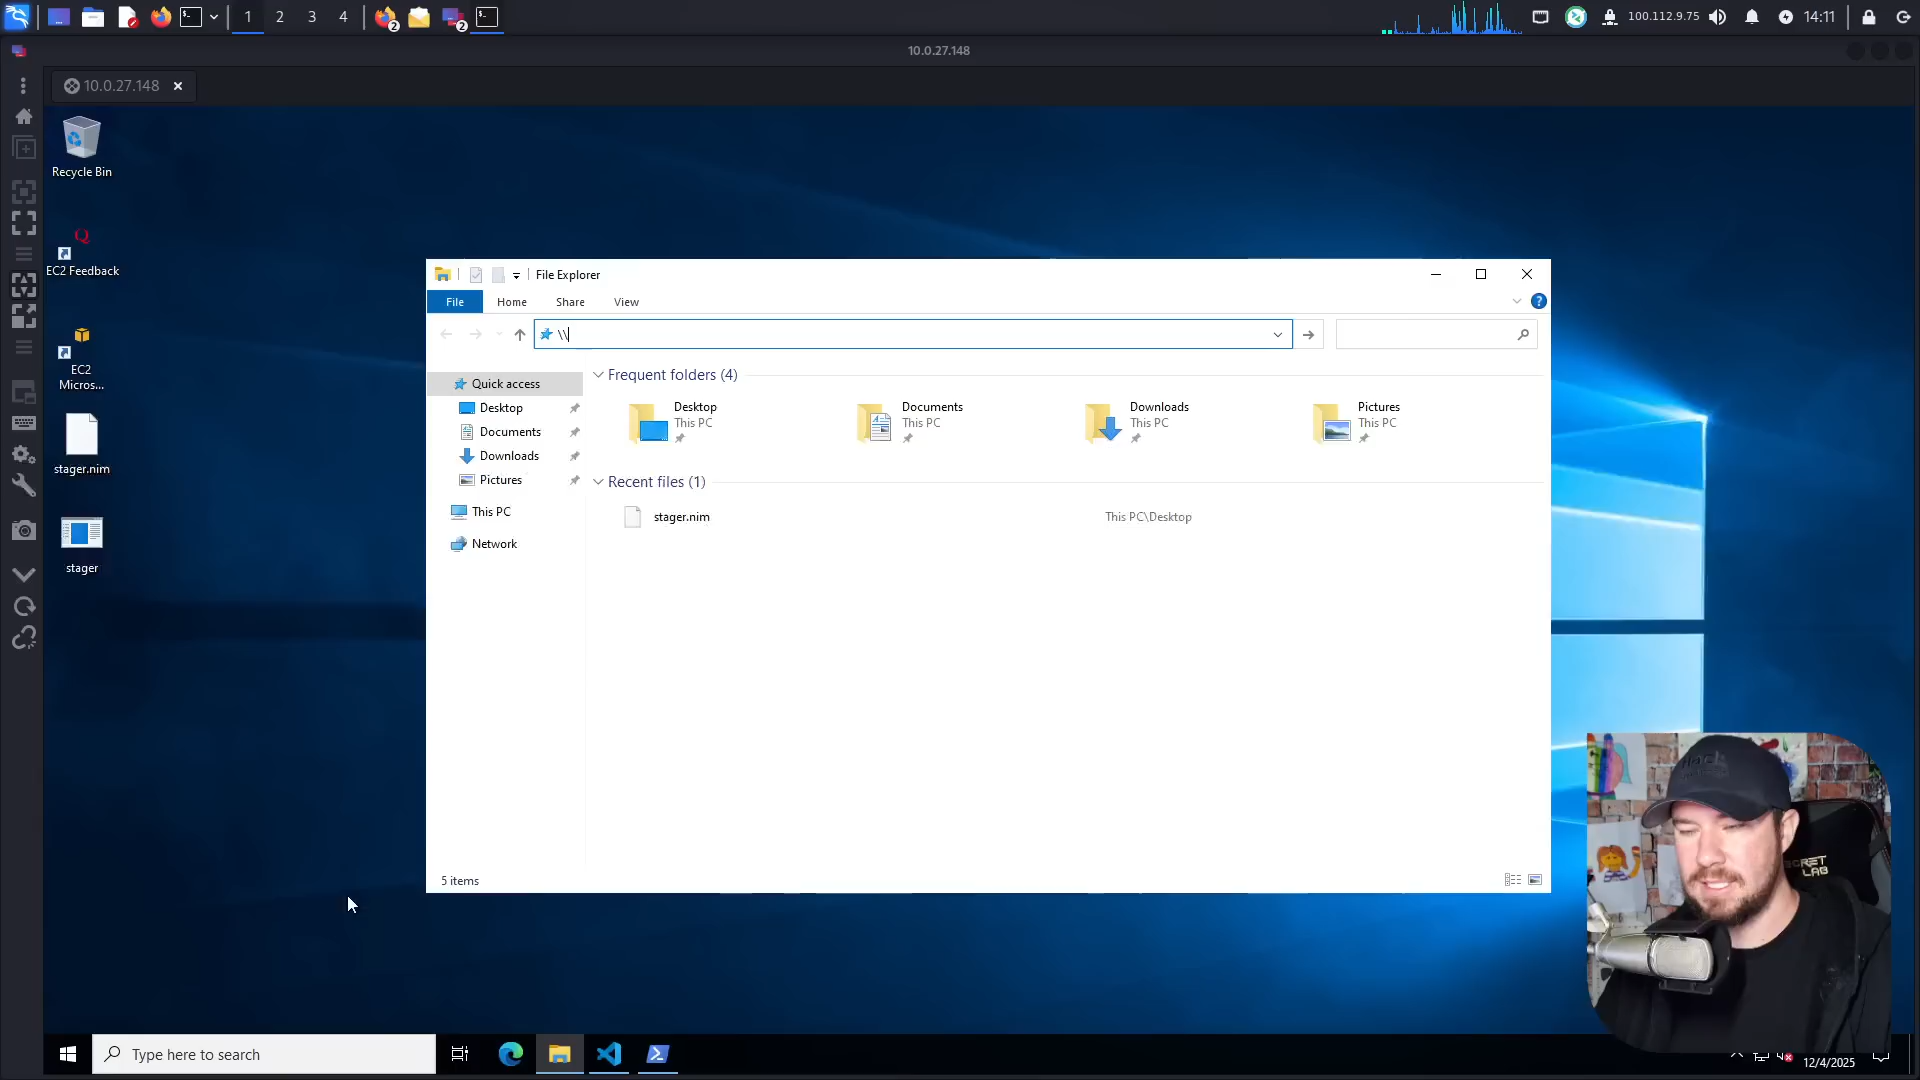 1
2
3
4
2
2
100.112.9.75
14:11
10.0.27.148
10.0.27.148
Recycle Bin
EC2 Feedback
EC2
Micros...
stager.nim
stager
File Explorer
File
Home
Share
View
\\
Quick access
Desktop
Documents
Downloads
Pictures
This PC
Network
Frequent folders (4)
Desktop
This PC
Documents
This PC
Downloads
This PC
Pictures
This PC
Recent files (1)
stager.nim
This PC\Desktop
5 items
Type here to search
12/4/2025